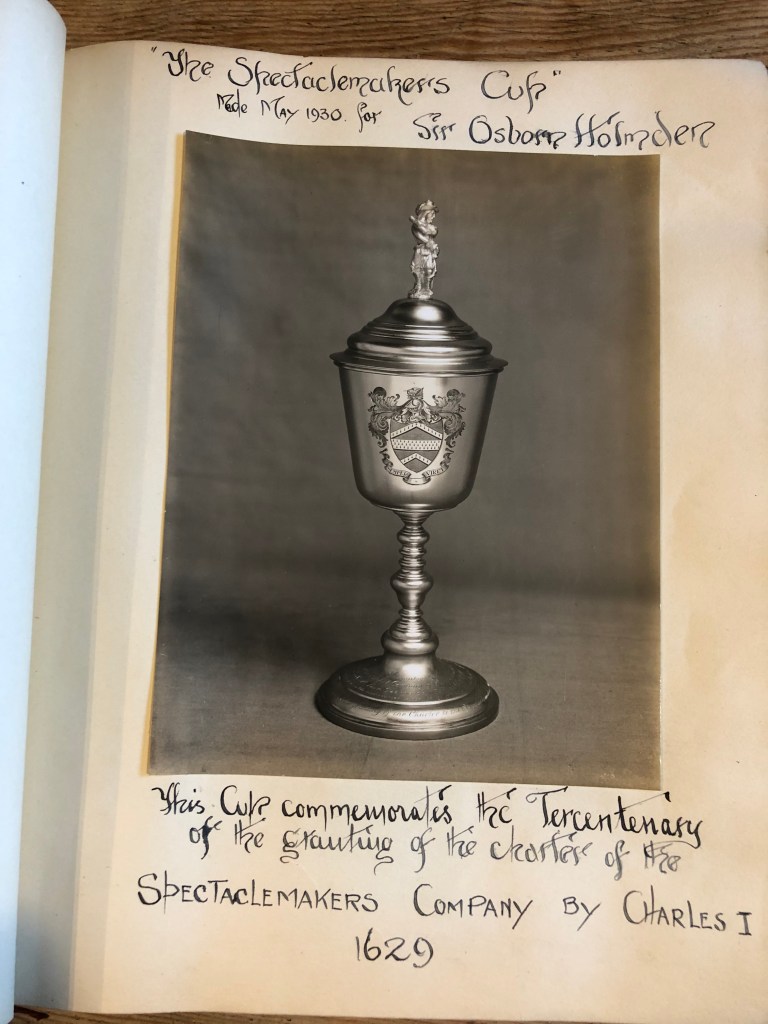 "The Spectaclemakers Cup"
Made May 1930. for Sir Osborn Holmden
This Cup commemorates the Tercentenary
of the granting of the charter of the
SPECTACLEMAKERS COMPANY BY CHARLES I
1629